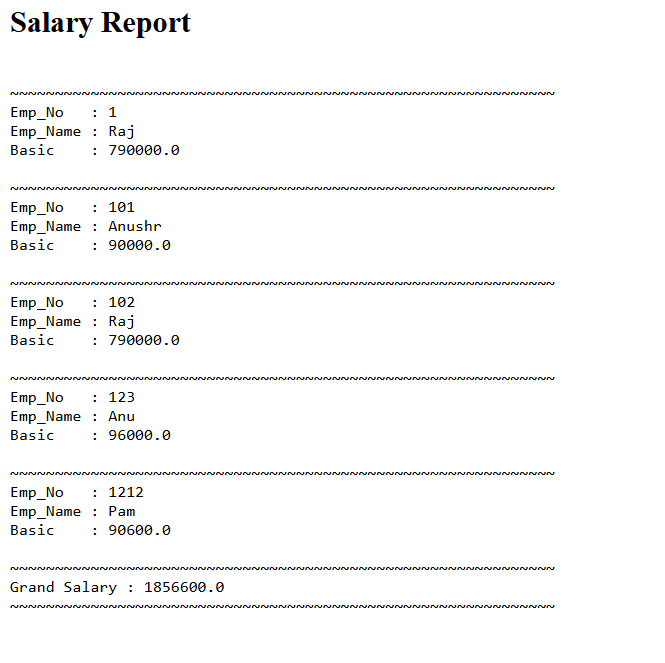 Salary Report
~~~~~~~~~~~~~~~~~~~~~~~~~~~~~~~~~~~~~~~~~~~~~~~~~~~~~~~~~~~~~
Emp_No   : 1
Emp_Name : Raj
Basic    : 790000.0
~~~~~~~~~~~~~~~~~~~~~~~~~~~~~~~~~~~~~~~~~~~~~~~~~~~~~~~~~~~~~
Emp_No   : 101
Emp_Name : Anushr
Basic    : 90000.0
~~~~~~~~~~~~~~~~~~~~~~~~~~~~~~~~~~~~~~~~~~~~~~~~~~~~~~~~~~~~~
Emp_No   : 102
Emp_Name : Raj
Basic    : 790000.0
~~~~~~~~~~~~~~~~~~~~~~~~~~~~~~~~~~~~~~~~~~~~~~~~~~~~~~~~~~~~~
Emp_No   : 123
Emp_Name : Anu
Basic    : 96000.0
~~~~~~~~~~~~~~~~~~~~~~~~~~~~~~~~~~~~~~~~~~~~~~~~~~~~~~~~~~~~~
Emp_No   : 1212
Emp_Name : Pam
Basic    : 90600.0
~~~~~~~~~~~~~~~~~~~~~~~~~~~~~~~~~~~~~~~~~~~~~~~~~~~~~~~~~~~~~
Grand Salary : 1856600.0
~~~~~~~~~~~~~~~~~~~~~~~~~~~~~~~~~~~~~~~~~~~~~~~~~~~~~~~~~~~~~